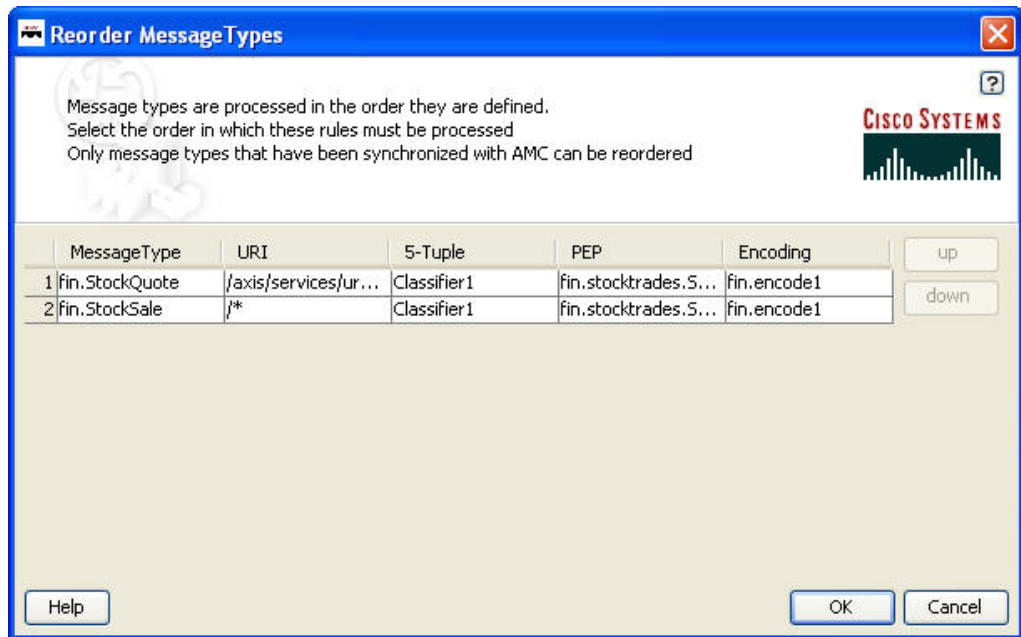 Reorder MessageTypes
?
Message types are processed in the order they are defined.
Select the order in which these rules must be processed
Only message types that have been synchronized with AMC can be reordered
CISCO SYSTEMS
MessageType URI 5-Tuple PEP Encoding
1 fin.StockQuote /axis/services/ur... Classifier1 fin.stocktrades.S... fin.encode1
2 fin.StockSale /* Classifier1 fin.stocktrades.S... fin.encode1
up
down
Help OK Cancel